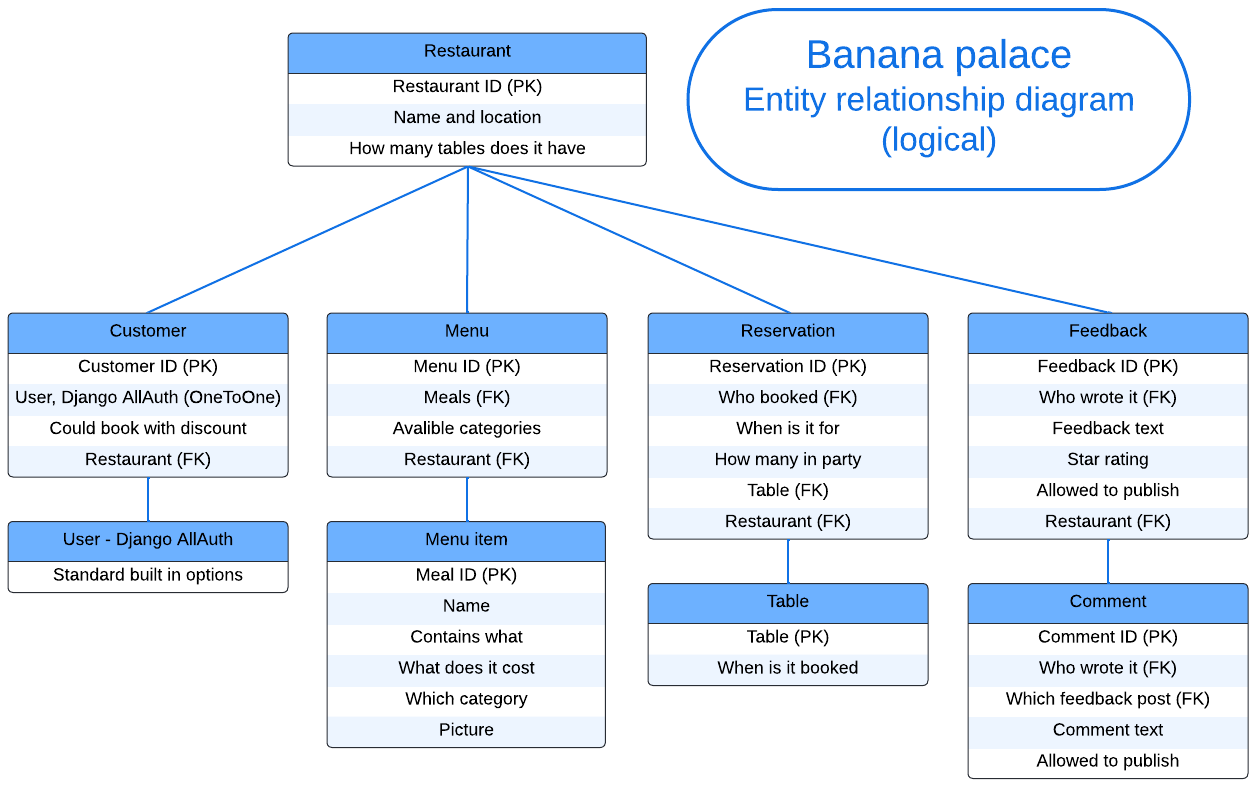 Banana palace
Entity relationship diagram
(logical)
Restaurant
Restaurant ID (PK)
Name and location
How many tables does it have
Customer
Customer ID (PK)
User, Django AllAuth (OneToOne)
Could book with discount
Restaurant (FK)
User - Django AllAuth
Standard built in options
Menu
Menu ID (PK)
Meals (FK)
Avalible categories
Restaurant (FK)
Menu item
Meal ID (PK)
Name
Contains what
What does it cost
Which category
Picture
Reservation
Reservation ID (PK)
Who booked (FK)
When is it for
How many in party
Table (FK)
Restaurant (FK)
Table
Table (PK)
When is it booked
Feedback
Feedback ID (PK)
Who wrote it (FK)
Feedback text
Star rating
Allowed to publish
Restaurant (FK)
Comment
Comment ID (PK)
Who wrote it (FK)
Which feedback post (FK)
Comment text
Allowed to publish